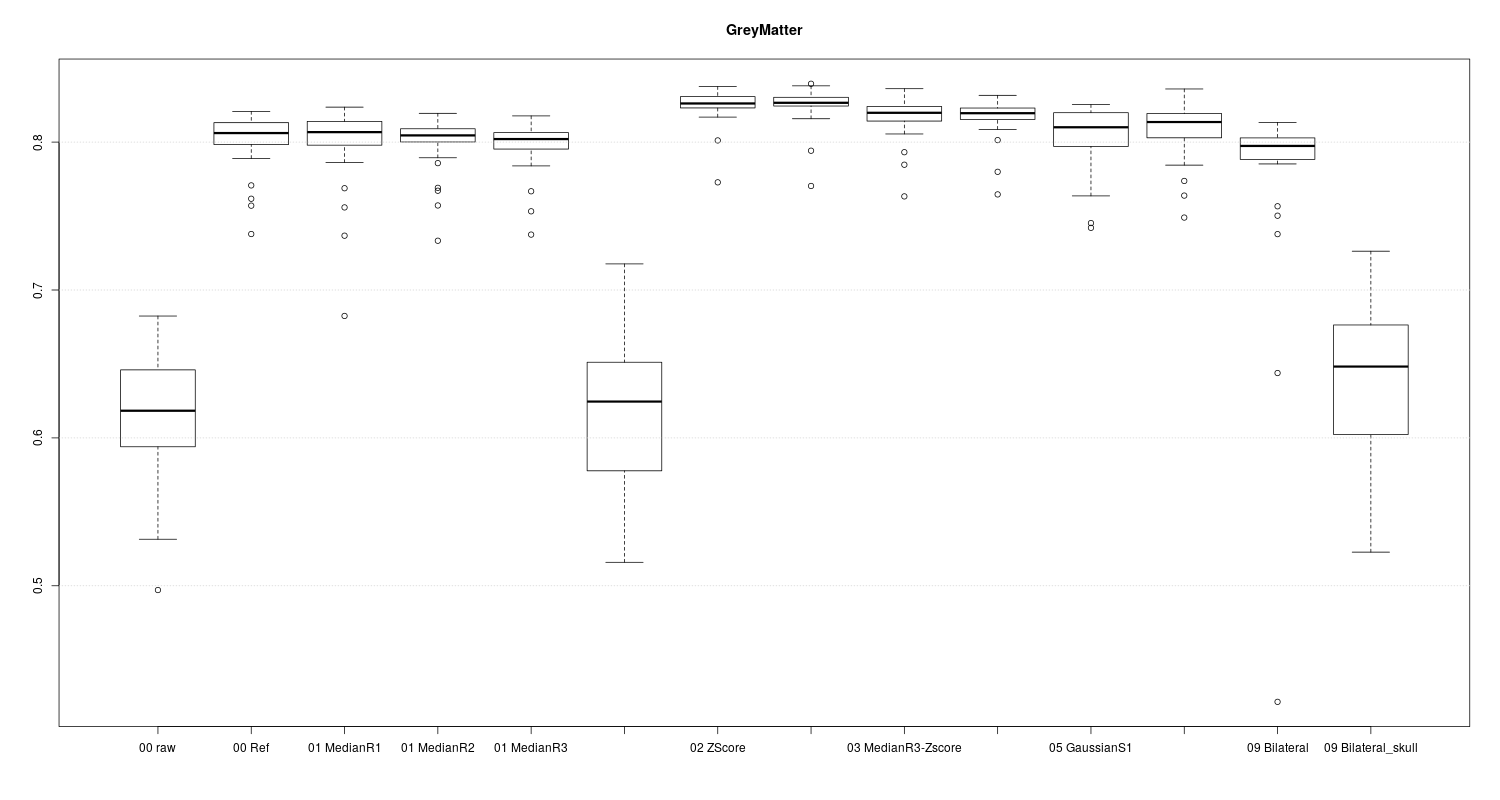 GreyMatter
0.8
0.7
0.6
0.5
00 raw
00 Ref
01 MedianR1
01 MedianR2
01 MedianR3
02 ZScore
03 MedianR3-Zscore
05 GaussianS1
09 Bilateral
09 Bilateral_skull